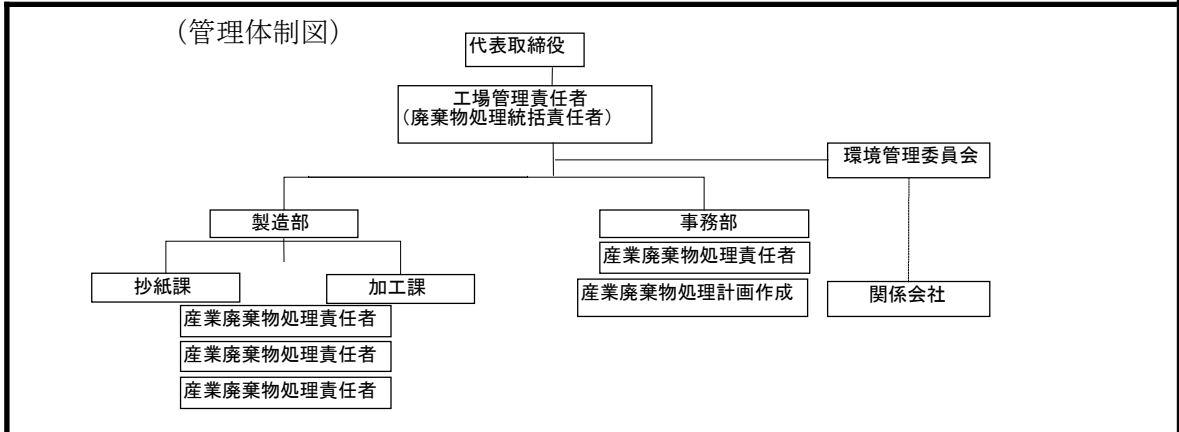 （管理体制図）
代表取締役
工場管理責任者
（廃棄物処理統括責任者）
環境管理委員会
製造部
事務部
産業廃棄物処理責任者
抄紙課
加工課
産業廃棄物処理計画作成
関係会社
産業廃棄物処理責任者
産業廃棄物処理責任者
産業廃棄物処理責任者